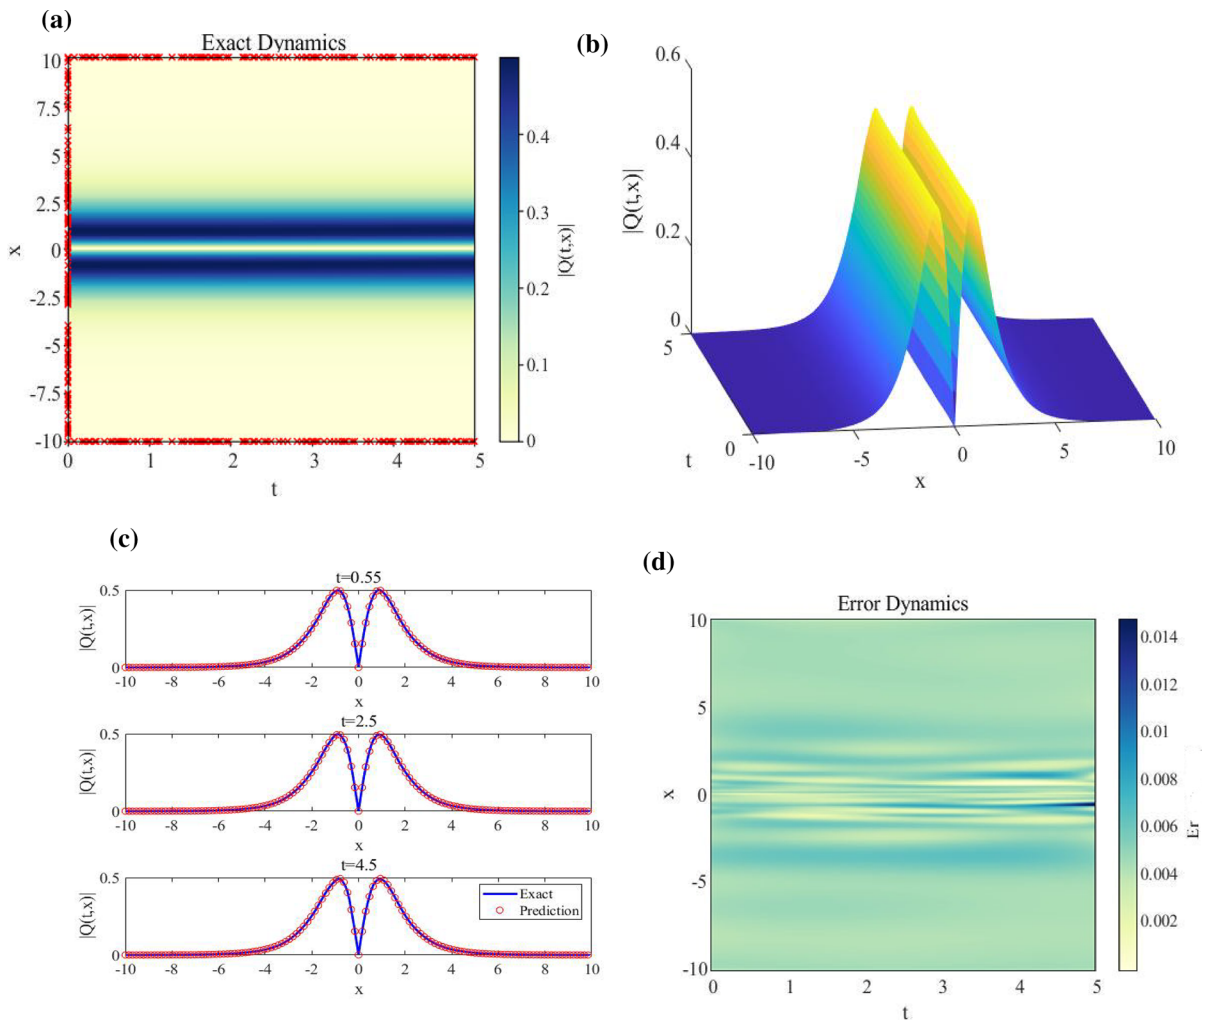 (a)
Exact Dynamics
10
7.5
5
2.5
0
-2.5
-5
-7.5
-10
x
0 1 2 3 4 5
t
0.4
0.3
0.2
0.1
0
|Q(t,x)|
(b)
0.6
0.4
0.2
0
|Q(t,x)|
5
0
t
-10 -5 0 5 10
x
(c)
t=0.55
0.5
0
|Q(t,x)|
-10 -8 -6 -4 -2 0 2 4 6 8 10
x
t=2.5
0.5
0
|Q(t,x)|
-10 -8 -6 -4 -2 0 2 4 6 8 10
x
t=4.5
0.5
0
|Q(t,x)|
Exact
Prediction
-10 -8 -6 -4 -2 0 2 4 6 8 10
x
(d)
Error Dynamics
10
5
0
-5
-10
x
0 1 2 3 4 5
t
0.014
0.012
0.01
0.008
0.006
0.004
0.002
Er